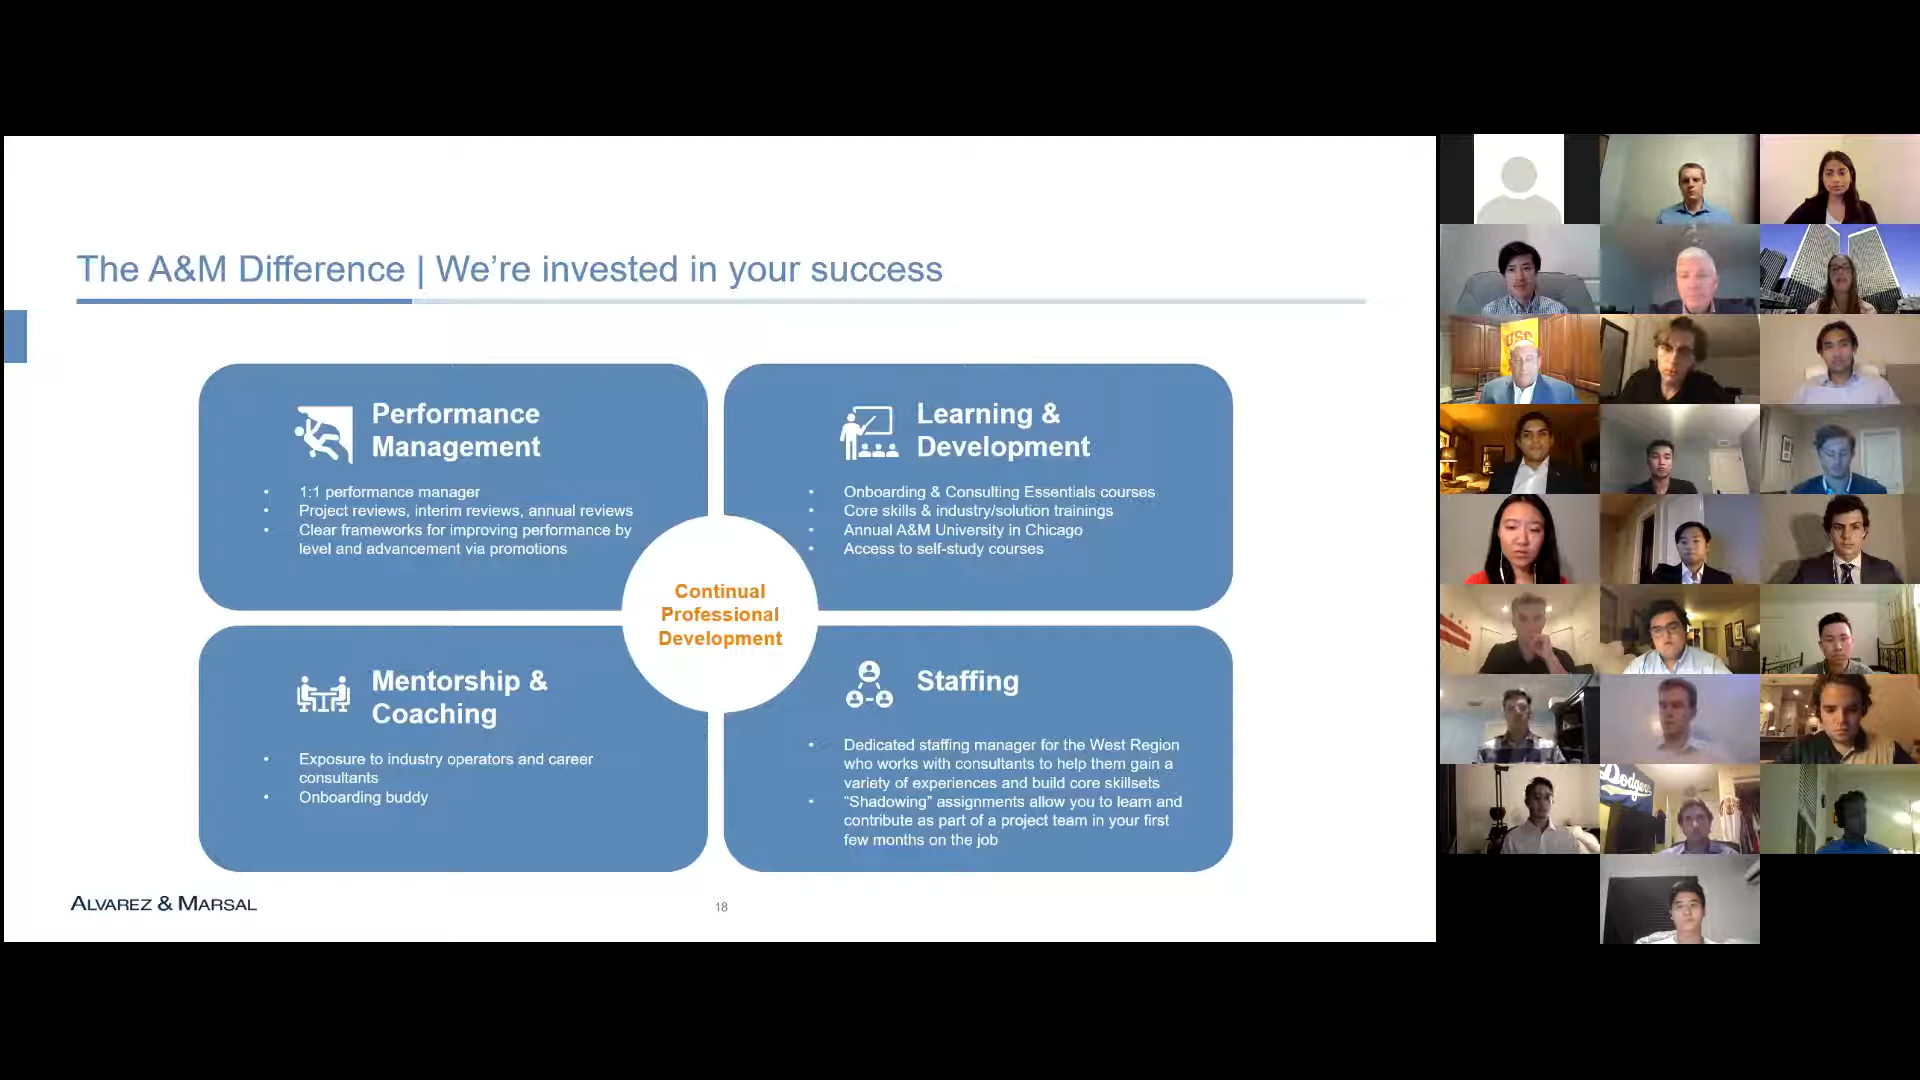 The A&M Difference | We’re invested in your success
Performance
Management
• 1:1 performance manager
• Project reviews, interim reviews, annual reviews
• Clear frameworks for improving performance by
level and advancement via promotions
Learning &
Development
• Onboarding & Consulting Essentials courses
• Core skills & industry/solution trainings
• Annual A&M University in Chicago
• Access to self-study courses
Continual
Professional
Development
Mentorship &
Coaching
• Exposure to industry operators and career
consultants
• Onboarding buddy
Staffing
• Dedicated staffing manager for the West Region
who works with consultants to help them gain a
variety of experiences and build core skillsets
• “Shadowing” assignments allow you to learn and
contribute as part of a project team in your first
few months on the job
ALVAREZ & MARSAL
18
USC
Dodgers